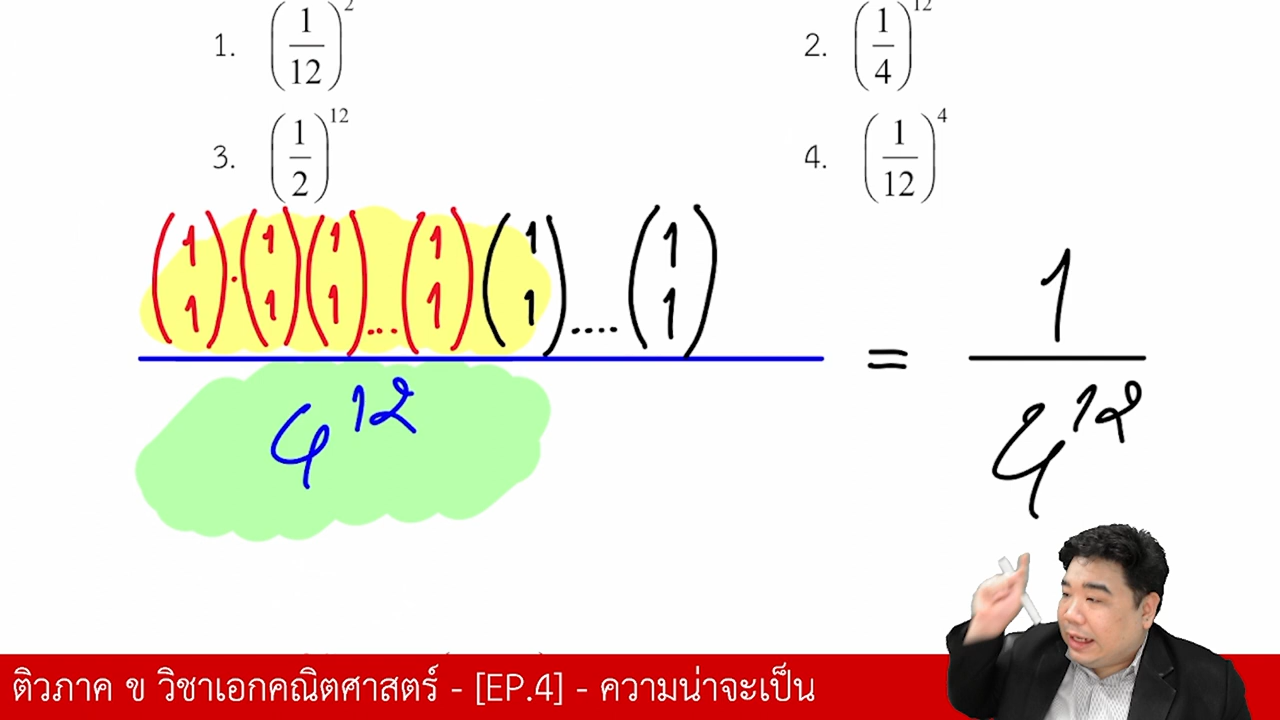 1. (1/12)^2
2. (1/4)^12
3. (1/2)^12
4. (1/12)^4
(1 1)·(1 1)(1 1)...(1 1)(1 1)....(1 1) / 4^12 = 1 / 4^12
ติวภาค ข วิชาเอกคณิตศาสตร์ - [EP.4] - ความน่าจะเป็น